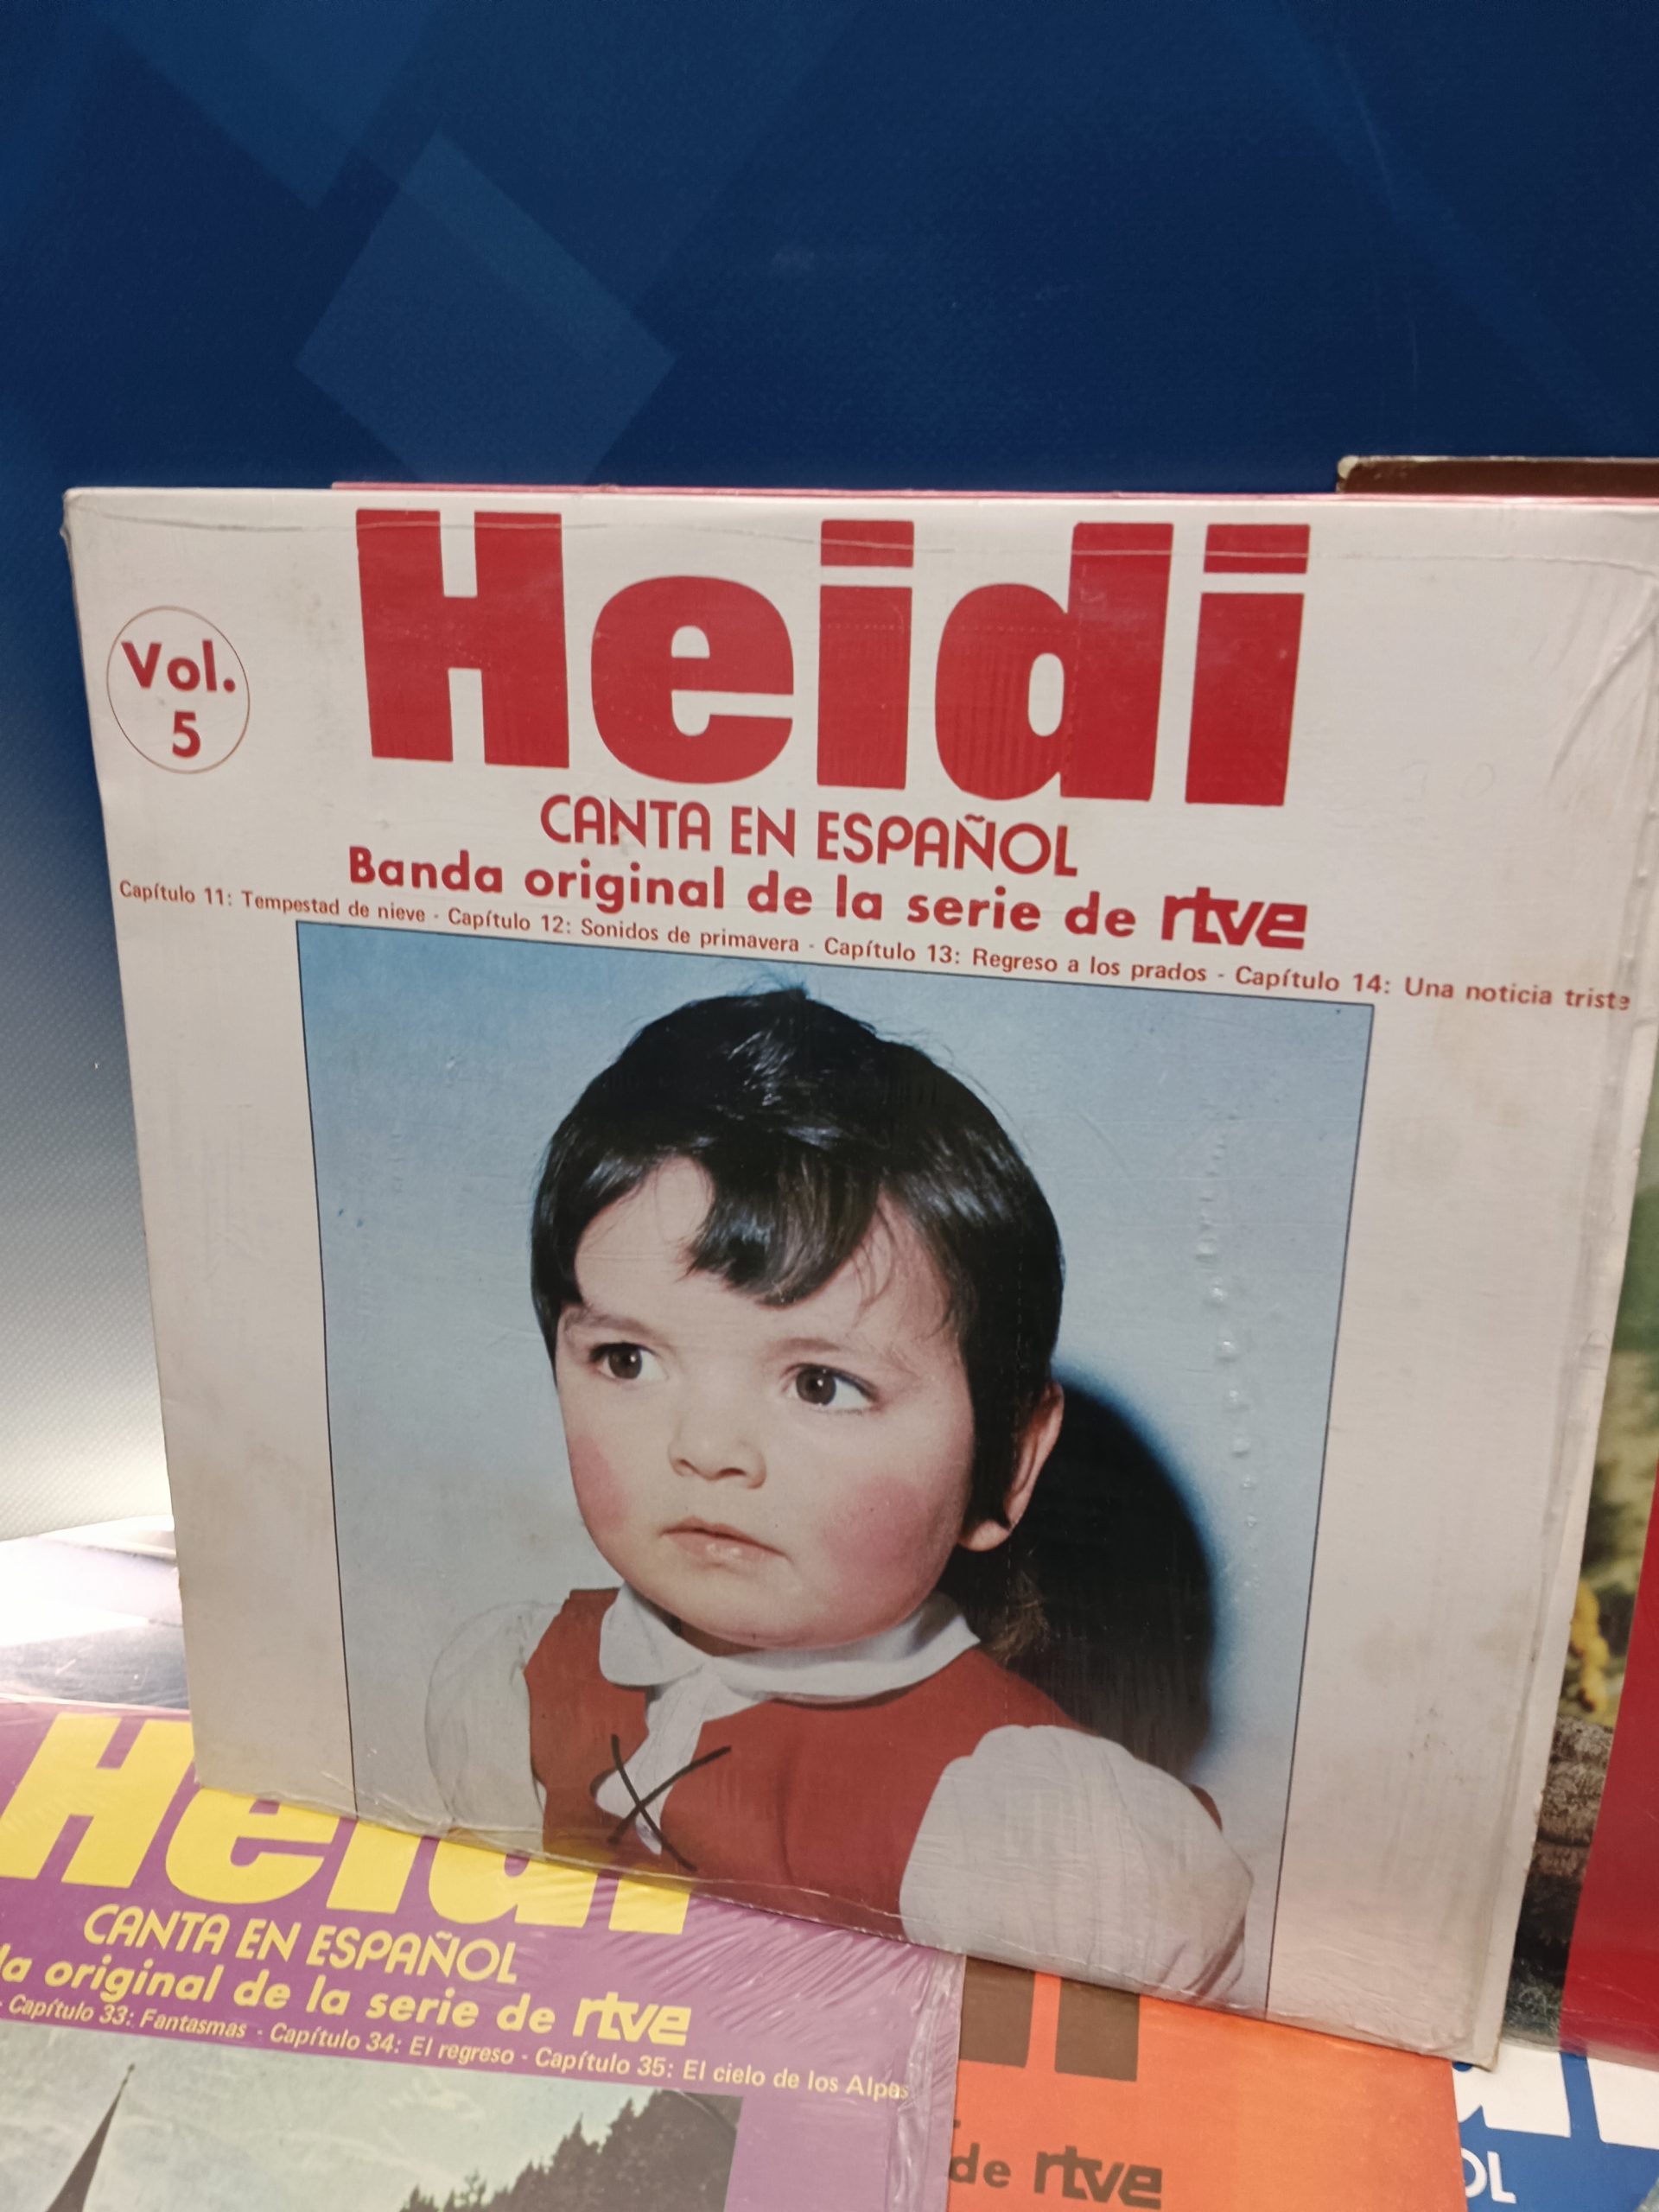 Heidi
Vol.
5
CANTA EN ESPAÑOL
Banda original de la serie de rtve
Capítulo 11: Tempestad de nieve - Capítulo 12: Sonidos de primavera - Capítulo 13: Regreso a los prados - Capítulo 14: Una noticia triste
Heidi
CANTA EN ESPAÑOL
la original de la serie de rtve
- Capítulo 33: Fantasmas - Capítulo 34: El regreso - Capítulo 35: El cielo de los Alpes
de rtve
OL